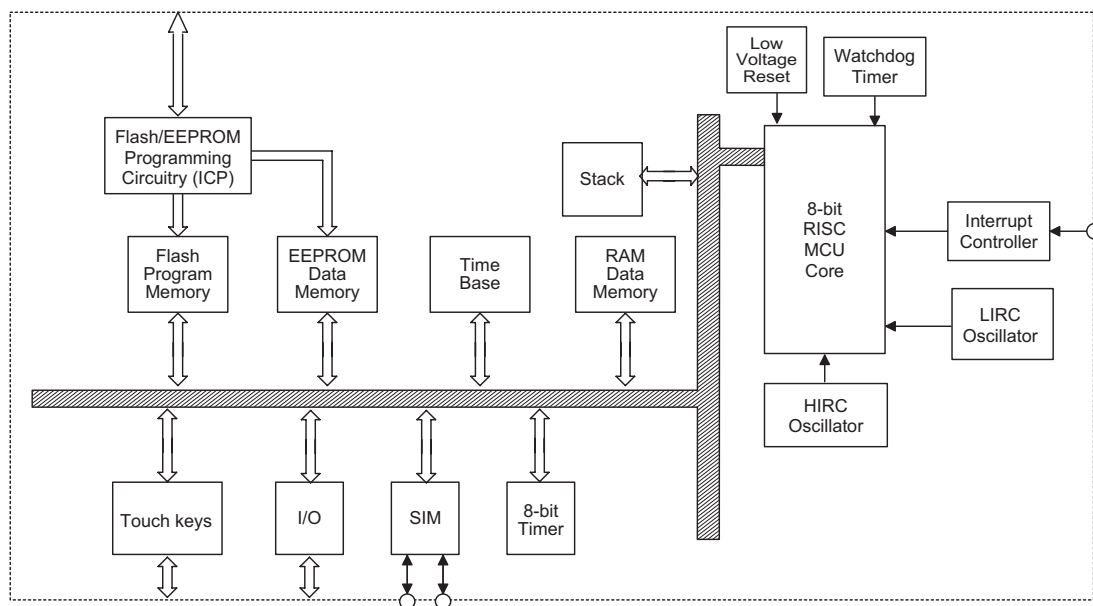 Low
Voltage
Reset
Watchdog
Timer
Flash/EEPROM
Programming
Circuitry (ICP)
Stack
8-bit
RISC
MCU
Core
Interrupt
Controller
Flash
Program
Memory
EEPROM
Data
Memory
Time
Base
RAM
Data
Memory
LIRC
Oscillator
HIRC
Oscillator
Touch keys
I/O
SIM
8-bit
Timer